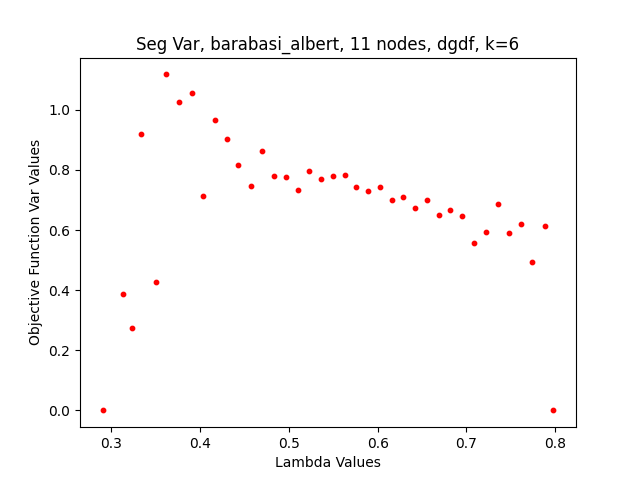 Seg Var, barabasi_albert, 11 nodes, dgdf, k=6
Objective Function Var Values
1.0
0.8
0.6
0.4
0.2
0.0
0.3 0.4 0.5 0.6 0.7 0.8
Lambda Values